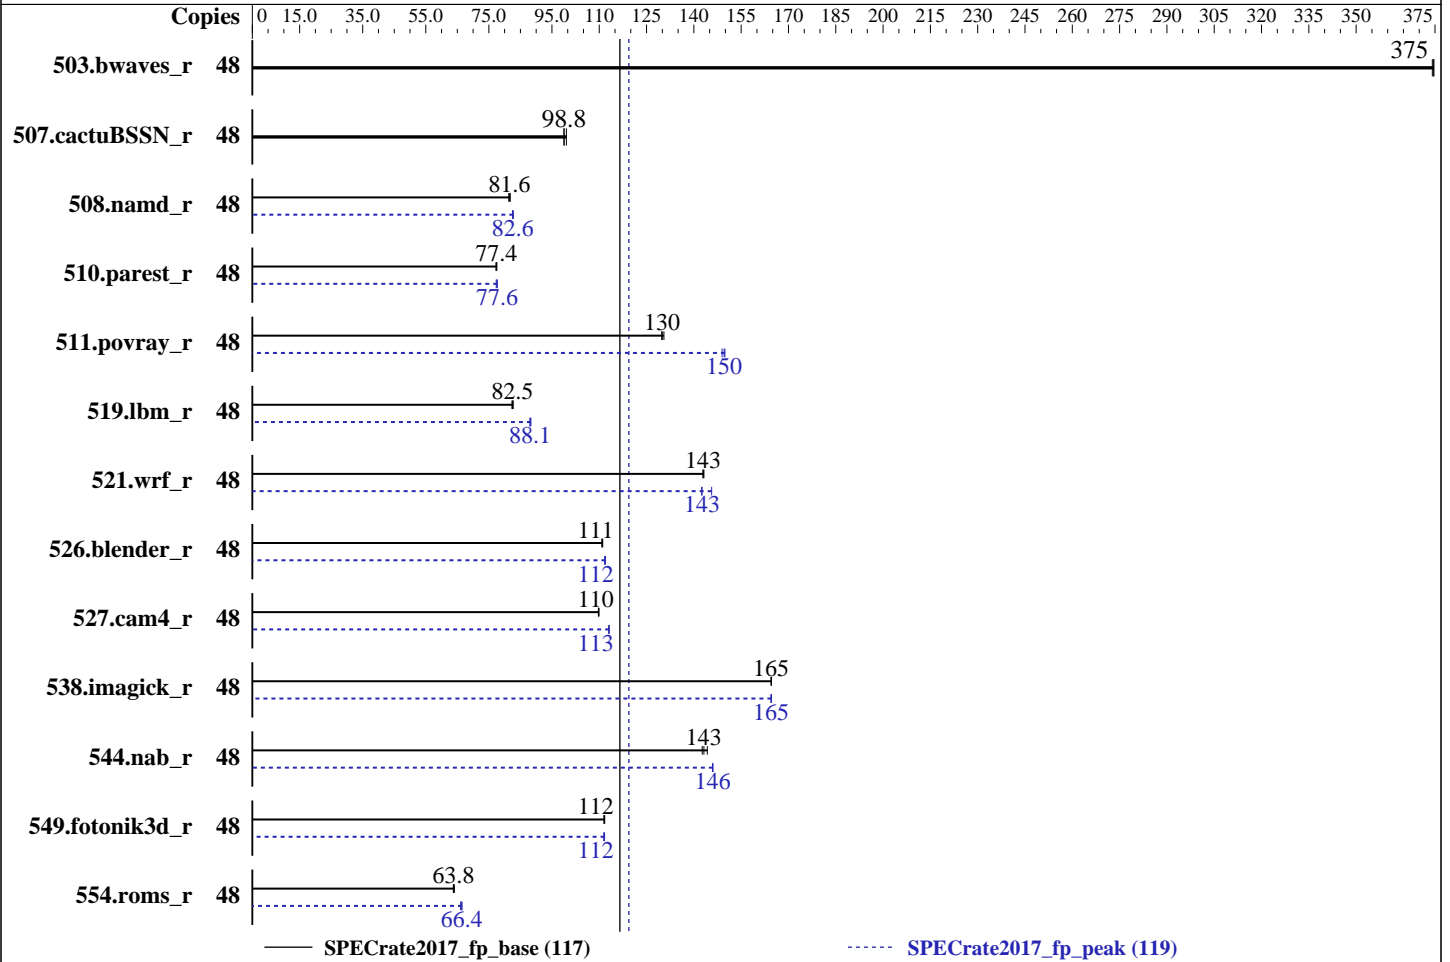 Copies 0 15.0 35.0 55.0 75.0 95.0 110 125 140 155 170 185 200 215 230 245 260 275 290 305 320 335 350 375
503.bwaves_r 48 375
507.cactuBSSN_r 48 98.8
508.namd_r 48 81.6
82.6
510.parest_r 48 77.4
77.6
511.povray_r 48 130
150
519.lbm_r 48 82.5
88.1
521.wrf_r 48 143
143
526.blender_r 48 111
112
527.cam4_r 48 110
113
538.imagick_r 48 165
165
544.nab_r 48 143
146
549.fotonik3d_r 48 112
112
554.roms_r 48 63.8
66.4
SPECrate2017_fp_base (117) SPECrate2017_fp_peak (119)